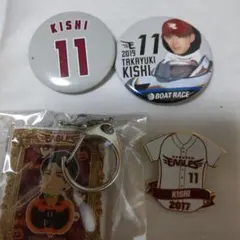 KISHI
11
11
2019
TAKAYUKI
KISHI
BOAT RACE
EAGLES
KISHI
11
2017